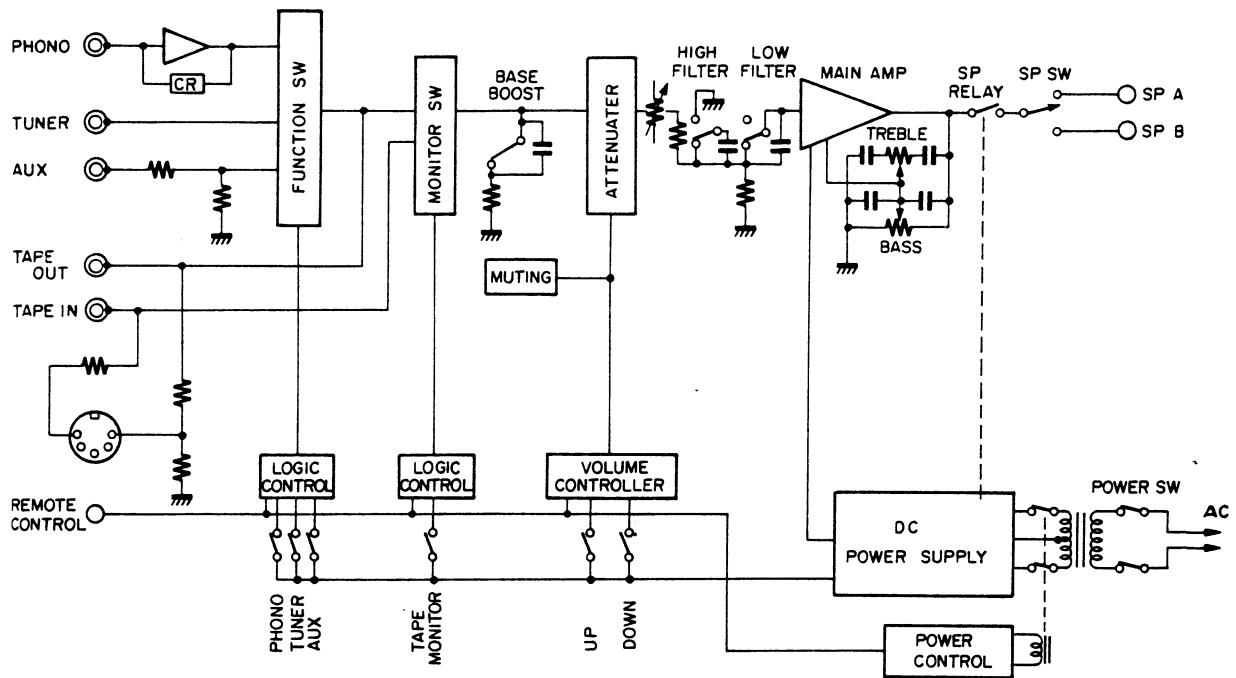 PHONO
CR
TUNER
AUX
TAPE
OUT
TAPE IN
REMOTE
CONTROL
FUNCTION SW
MONITOR SW
BASE
BOOST
ATTENUATER
MUTING
HIGH
FILTER
LOW
FILTER
MAIN AMP
TREBLE
BASS
SP
RELAY
SP SW
SP A
SP B
LOGIC
CONTROL
LOGIC
CONTROL
VOLUME
CONTROLLER
PHONO
TUNER
AUX
TAPE
MONITOR
UP
DOWN
DC
POWER SUPPLY
POWER SW
AC
POWER
CONTROL